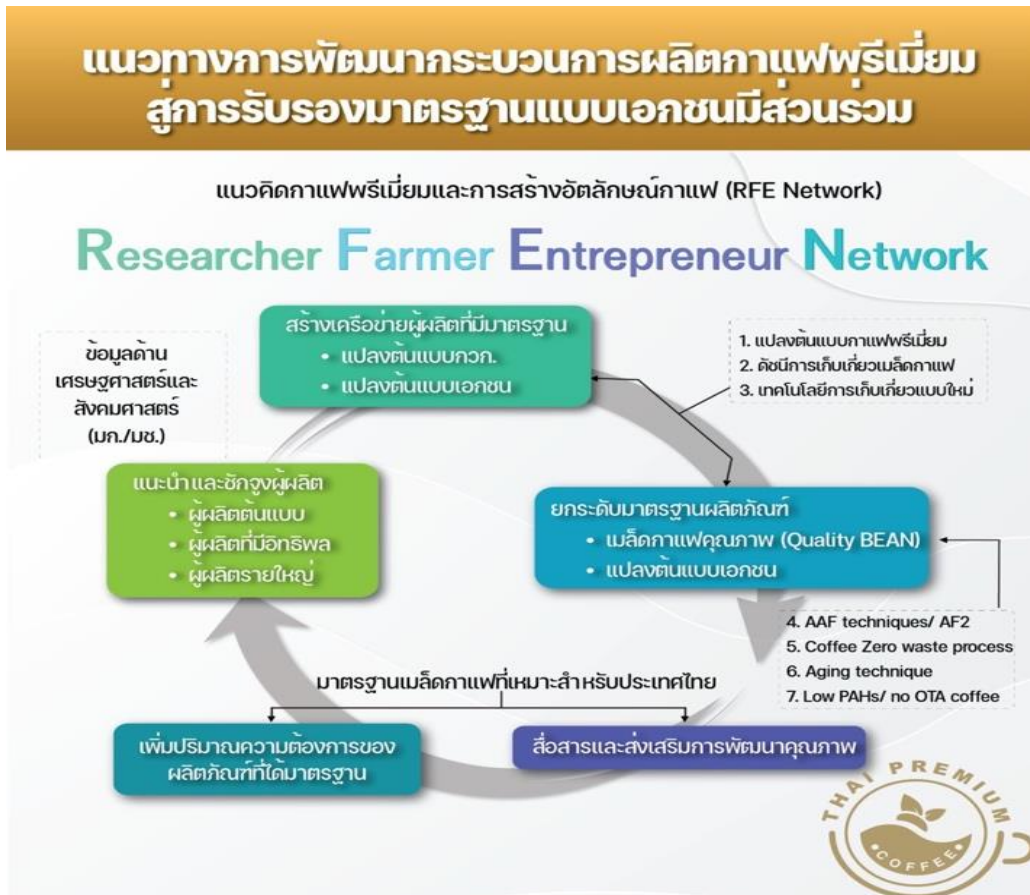 แนวทางการพัฒนากระบวนการผลิตกาแฟพรีเมี่ยม
สู่การรับรองมาตรฐานแบบเอกชนมีส่วนร่วม
แนวคิดกาแฟพรีเมี่ยมและการสร้างอัตลักษณ์กาแฟ (RFE Network)
Researcher Farmer Entrepreneur Network
สร้างเครือข่ายผู้ผลิตที่มีมาตรฐาน
• แปลงต้นแบบกวก.
• แปลงต้นแบบเอกชน
1. แปลงต้นแบบกาแฟพรีเมี่ยม
2. ดัชนีการเก็บเกี่ยวเมล็ดกาแฟ
3. เทคโนโลยีการเก็บเกี่ยวแบบใหม่
ข้อมูลด้าน
เศรษฐศาสตร์และ
สังคมศาสตร์
(มก./มช.)
แนะนำและชักจูงผู้ผลิต
• ผู้ผลิตต้นแบบ
• ผู้ผลิตที่มีอิทธิพล
• ผู้ผลิตรายใหญ่
ยกระดับมาตรฐานผลิตภัณฑ์
• เมล็ดกาแฟคุณภาพ (Quality BEAN)
• แปลงต้นแบบเอกชน
4. AAF techniques/ AF2
5. Coffee Zero waste process
6. Aging technique
7. Low PAHs/ no OTA coffee
มาตรฐานเมล็ดกาแฟที่เหมาะสำหรับประเทศไทย
เพิ่มปริมาณความต้องการของ
ผลิตภัณฑ์ที่ได้มาตรฐาน
สื่อสารและส่งเสริมการพัฒนาคุณภาพ
THAI PREMIUM
•COFFEE•